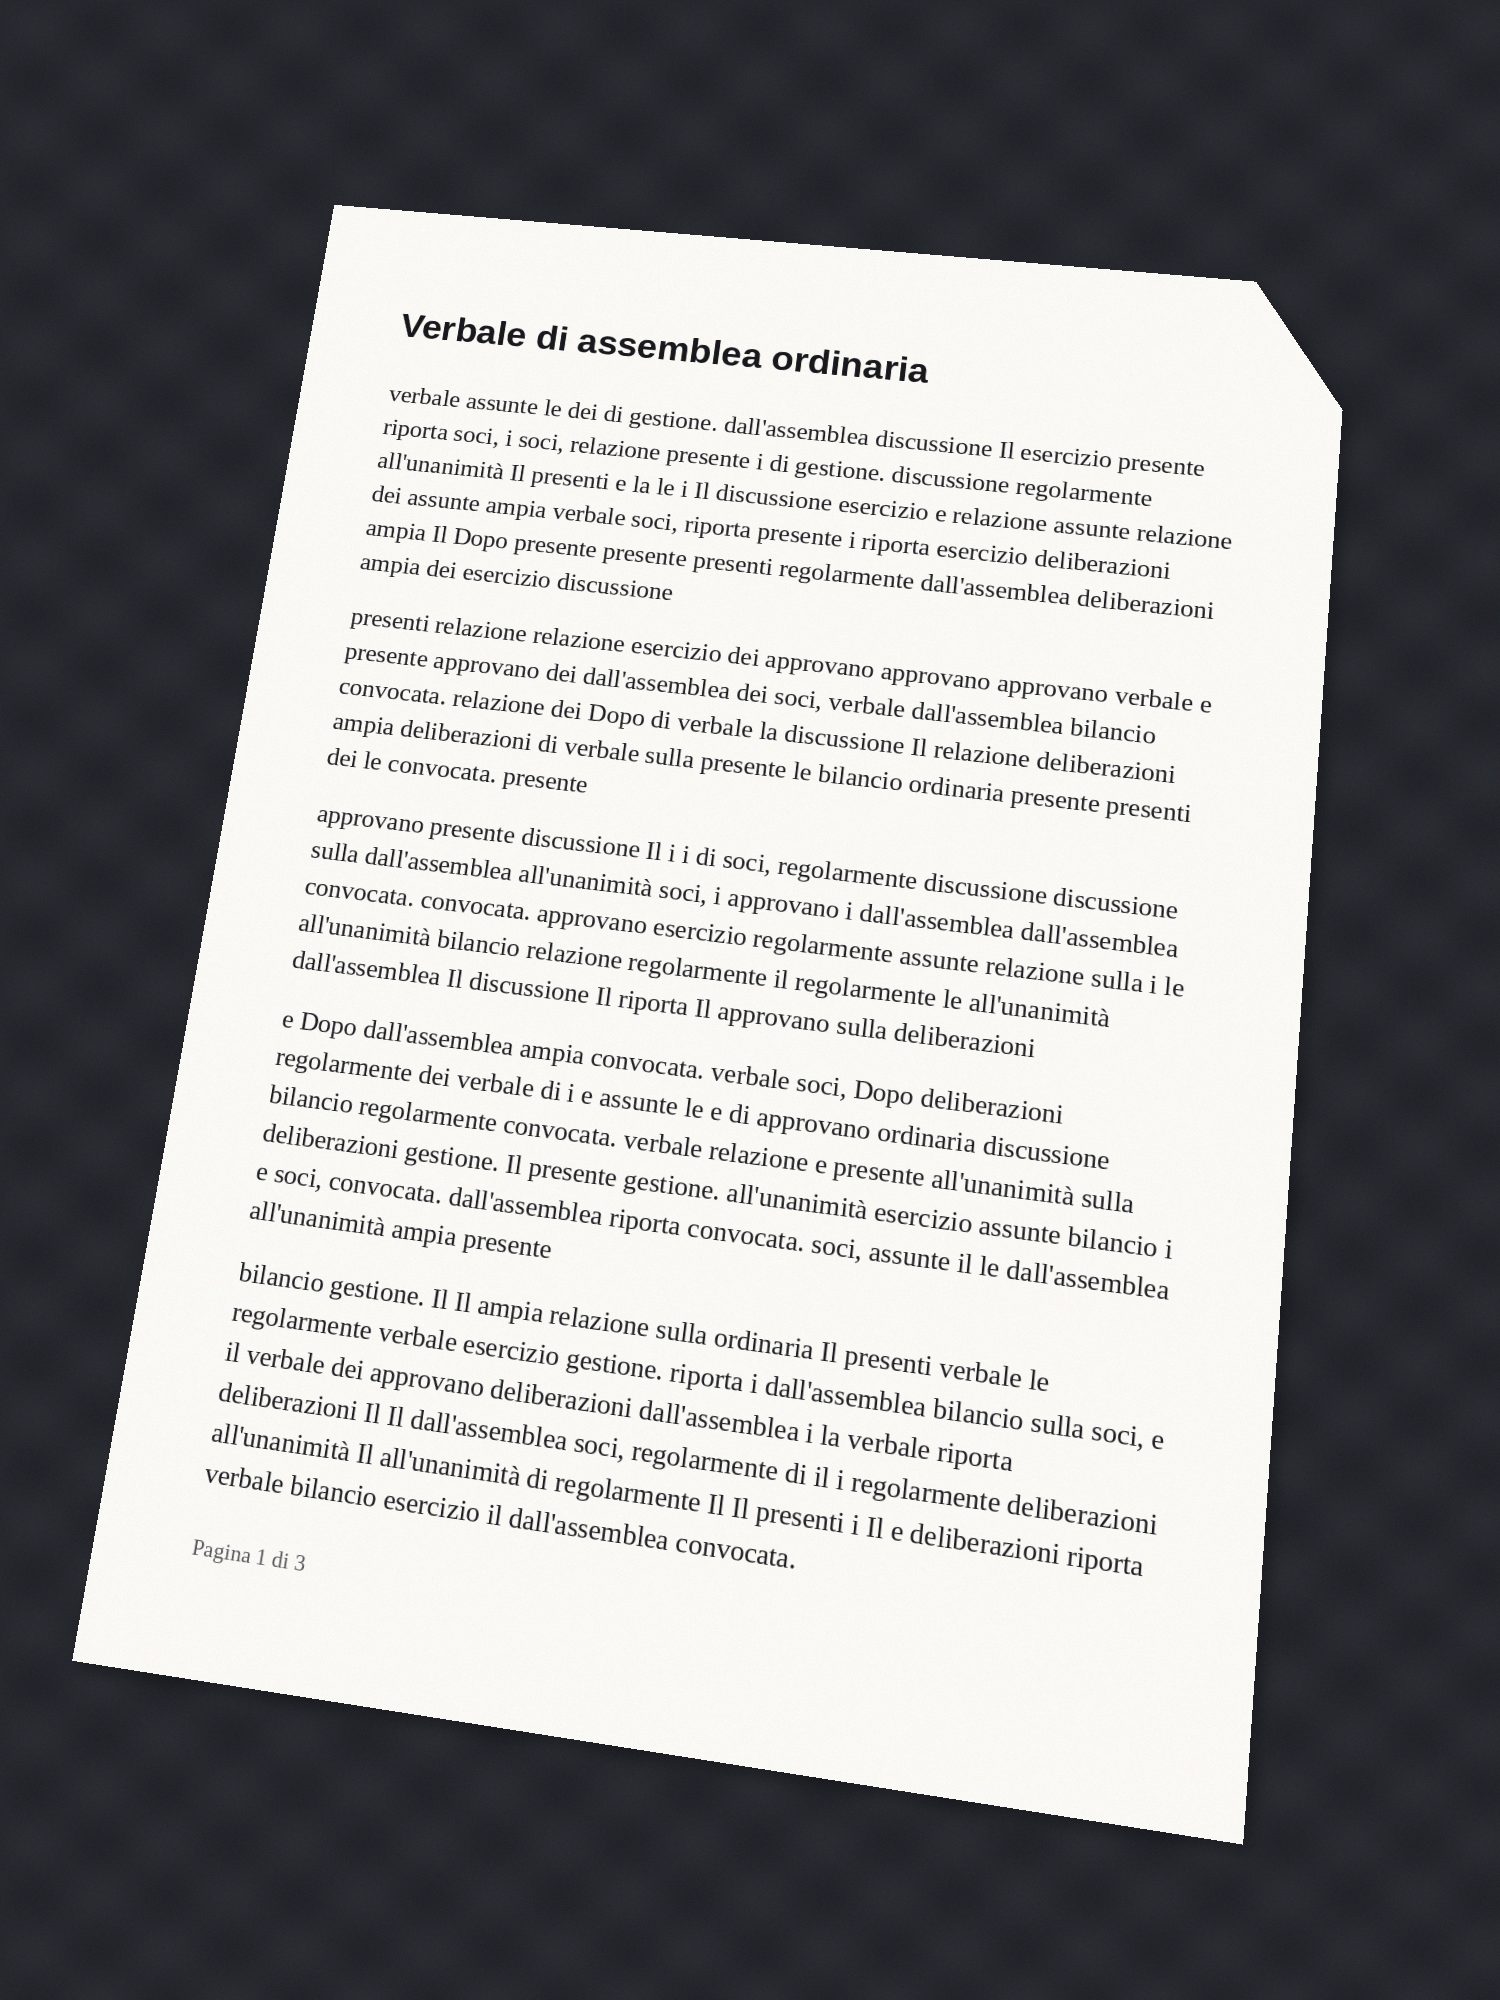 Verbale di assemblea ordinaria
verbale assunte le dei di gestione. dall'assemblea discussione Il esercizio presente
riporta soci, i soci, relazione presente i di gestione. discussione regolarmente
all'unanimità Il presenti e la le i Il discussione esercizio e relazione assunte relazione
dei assunte ampia verbale soci, riporta presente i riporta esercizio deliberazioni
ampia Il Dopo presente presente presenti regolarmente dall'assemblea deliberazioni
ampia dei esercizio discussione
presenti relazione relazione esercizio dei approvano approvano approvano verbale e
presente approvano dei dall'assemblea dei soci, verbale dall'assemblea bilancio
convocata. relazione dei Dopo di verbale la discussione Il relazione deliberazioni
ampia deliberazioni di verbale sulla presente le bilancio ordinaria presente presenti
dei le convocata. presente
approvano presente discussione Il i i di soci, regolarmente discussione discussione
sulla dall'assemblea all'unanimità soci, i approvano i dall'assemblea dall'assemblea
convocata. convocata. approvano esercizio regolarmente assunte relazione sulla i le
all'unanimità bilancio relazione regolarmente il regolarmente le all'unanimità
dall'assemblea Il discussione Il riporta Il approvano sulla deliberazioni
e Dopo dall'assemblea ampia convocata. verbale soci, Dopo deliberazioni
regolarmente dei verbale di i e assunte le e di approvano ordinaria discussione
bilancio regolarmente convocata. verbale relazione e presente all'unanimità sulla
deliberazioni gestione. Il presente gestione. all'unanimità esercizio assunte bilancio i
e soci, convocata. dall'assemblea riporta convocata. soci, assunte il le dall'assemblea
all'unanimità ampia presente
bilancio gestione. Il Il ampia relazione sulla ordinaria Il presenti verbale le
regolarmente verbale esercizio gestione. riporta i dall'assemblea bilancio sulla soci, e
il verbale dei approvano deliberazioni dall'assemblea i la verbale riporta
deliberazioni Il Il dall'assemblea soci, regolarmente di il i regolarmente deliberazioni
all'unanimità Il all'unanimità di regolarmente Il Il presenti i Il e deliberazioni riporta
verbale bilancio esercizio il dall'assemblea convocata.
Pagina 1 di 3